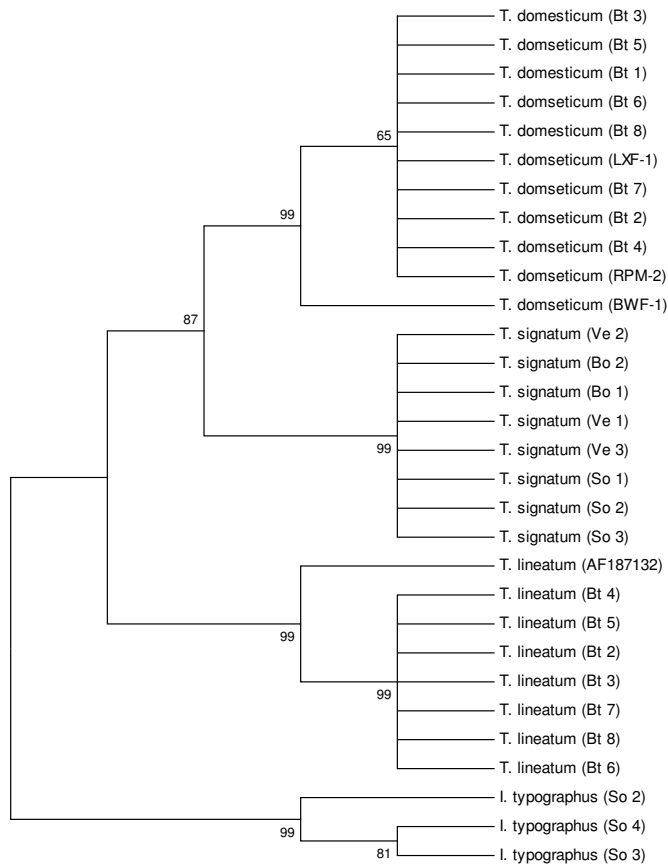 T. domesticum (Bt 3)
T. domseticum (Bt 5)
T. domesticum (Bt 1)
T. domseticum (Bt 6)
T. domesticum (Bt 8)
65
T. domseticum (LXF-1)
T. domseticum (Bt 7)
99
T. domseticum (Bt 2)
T. domseticum (Bt 4)
T. domseticum (RPM-2)
T. domseticum (BWF-1)
87
T. signatum (Ve 2)
T. signatum (Bo 2)
T. signatum (Bo 1)
T. signatum (Ve 1)
99
T. signatum (Ve 3)
T. signatum (So 1)
T. signatum (So 2)
T. signatum (So 3)
T. lineatum (AF187132)
T. lineatum (Bt 4)
T. lineatum (Bt 5)
99
T. lineatum (Bt 2)
T. lineatum (Bt 3)
99
T. lineatum (Bt 7)
T. lineatum (Bt 8)
T. lineatum (Bt 6)
I. typographus (So 2)
99
I. typographus (So 4)
81
I. typographus (So 3)